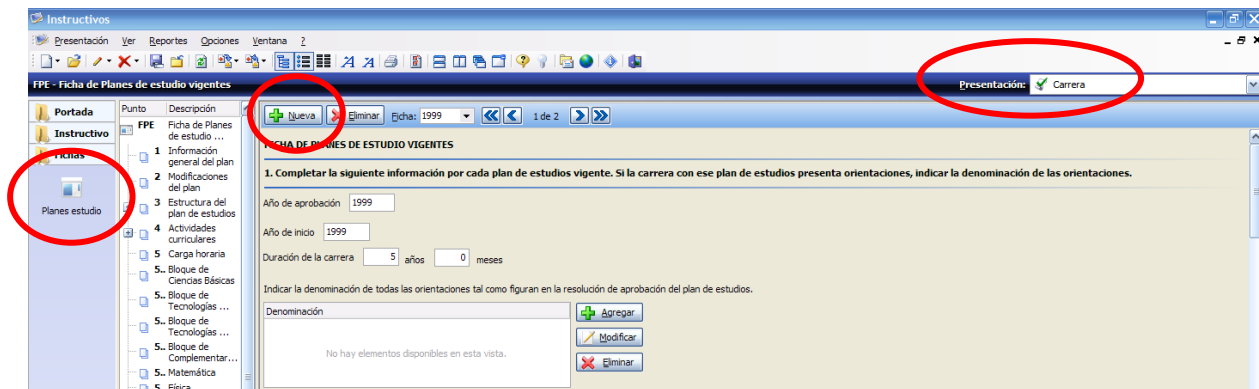 Instructivos
Presentación Ver Reportes Opciones Ventana ?
FPE - Ficha de Planes de estudio vigentes
Presentación: Carrera
Portada
Instructivo
Fichas
Planes estudio
Punto Descripción
FPE Ficha de Planes
de estudio ...
1 Información
general del plan
2 Modificaciones
del plan
3 Estructura del
plan de estudios
4 Actividades
curriculares
5 Carga horaria
5.. Bloque de
Ciencias Básicas
5.. Bloque de
Tecnologías ...
5.. Bloque de
Tecnologías ...
5.. Bloque de
Complementar...
5.. Matemática
5 Física
Nueva Eliminar Ficha: 1999 1 de 2
FICHA DE PLANES DE ESTUDIO VIGENTES
1. Completar la siguiente información por cada plan de estudios vigente. Si la carrera con ese plan de estudios presenta orientaciones, indicar la denominación de las orientaciones.
Año de aprobación 1999
Año de inicio 1999
Duración de la carrera 5 años 0 meses
Indicar la denominación de todas las orientaciones tal como figuran en la resolución de aprobación del plan de estudios.
Denominación
No hay elementos disponibles en esta vista.
Agregar
Modificar
Eliminar